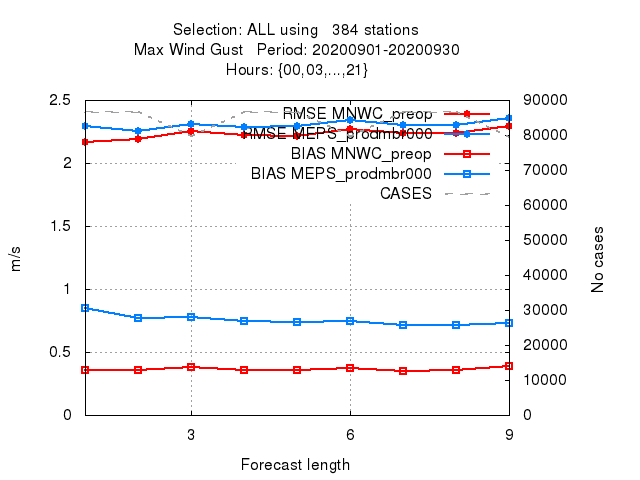 Selection: ALL using 384 stations
Max Wind Gust Period: 20200901-20200930
Hours: {00,03,...,21}
2.5
2
1.5
1
0.5
0
m/s
90000
80000
70000
60000
50000
40000
30000
20000
10000
0
No cases
RMSE MNWC_preop
RMSE MEPS_prodmbr000
BIAS MNWC_preop
BIAS MEPS_prodmbr000
CASES
3
6
9
Forecast length